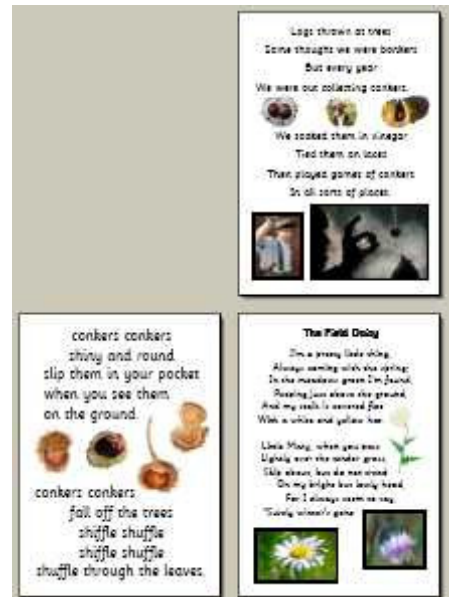 Logs thrown at trees
Some thought we were bonkers
But every year
We were out collecting conkers.
We soaked them in vinegar
Tied them on laces
Then played games of conkers
In all sorts of places.
conkers conkers
shiny and round
slip them in your pocket
when you see them
on the ground.
conkers conkers
fall off the trees
shiffle shuffle
shiffle shuffle
shuffle through the leaves.
The Field Daisy
I'm a pretty little thing,
Always coming with the spring;
In the meadows green I'm found,
Peeping just above the ground,
And my stalk is covered flat
With a white and yellow hat.
Little Mary, when you pass
Lightly over the tender grass,
Skip about, but do not tread
On my bright but lowly head,
For I always seem to say,
"Surely winter's gone